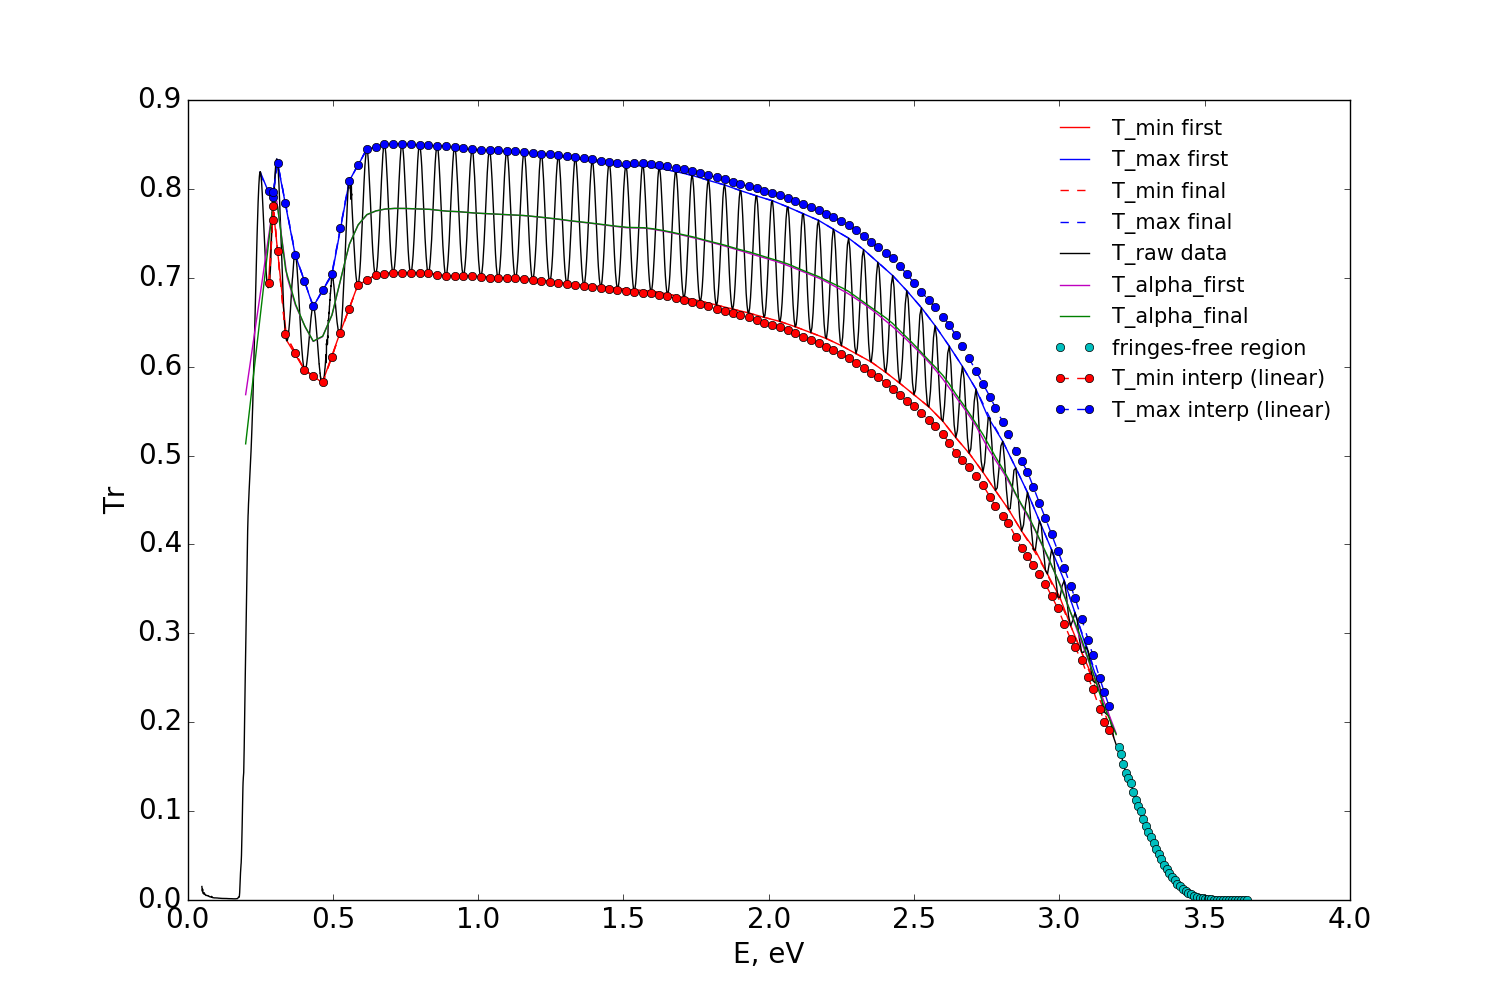 0.9
0.8
0.7
0.6
0.5
0.4
0.3
0.2
0.1
0.0
Tr
T_min first
T_max first
T_min final
T_max final
T_raw data
T_alpha_first
T_alpha_final
fringes-free region
T_min interp (linear)
T_max interp (linear)
0.0 0.5 1.0 1.5 2.0 2.5 3.0 3.5 4.0
E, eV